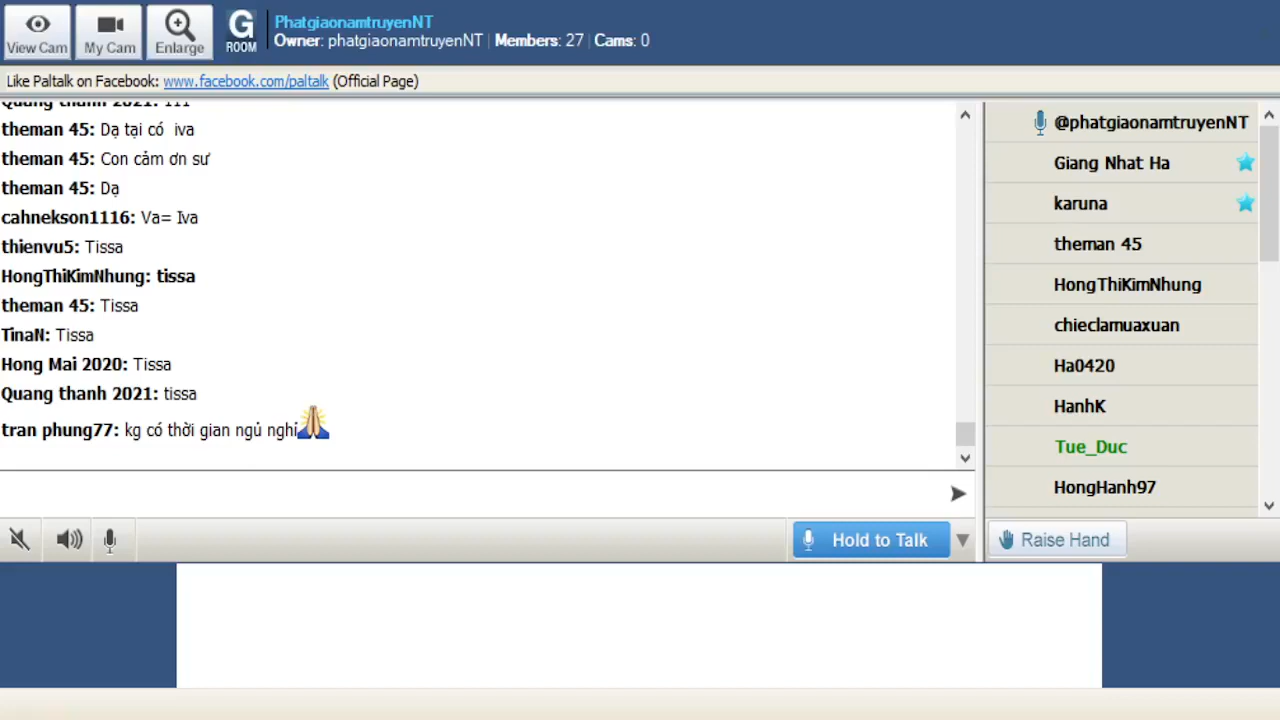 View Cam
My Cam
Enlarge
G
ROOM
PhatgiaonamtruyenNT
Owner: phatgiaonamtruyenNT | Members: 27 | Cams: 0
Like Paltalk on Facebook: www.facebook.com/paltalk (Official Page)
Quang thanh 2021:
theman 45: Dạ tại có iva
theman 45: Con cảm ơn sư
theman 45: Dạ
cahnekson1116: Va= Iva
thienvu5: Tissa
HongThiKimNhung: tissa
theman 45: Tissa
TinaN: Tissa
Hong Mai 2020: Tissa
Quang thanh 2021: tissa
tran phung77: kg có thời gian ngủ nghỉ
@phatgiaonamtruyenNT
Giang Nhat Ha
karuna
theman 45
HongThiKimNhung
chieclamuaxuan
Ha0420
HanhK
Tue_Duc
HongHanh97
Hold to Talk
Raise Hand